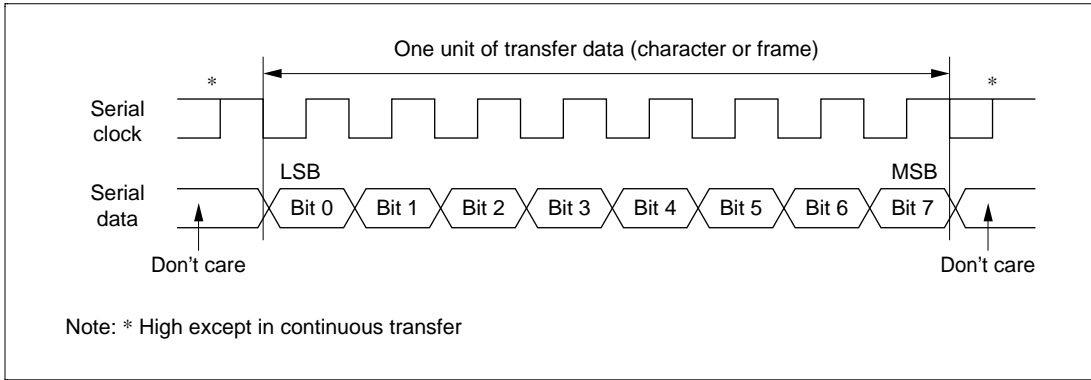 One unit of transfer data (character or frame)
* *
Serial
clock
LSB MSB
Serial
data
Bit 0 Bit 1 Bit 2 Bit 3 Bit 4 Bit 5 Bit 6 Bit 7
Don't care Don't care
Note: * High except in continuous transfer